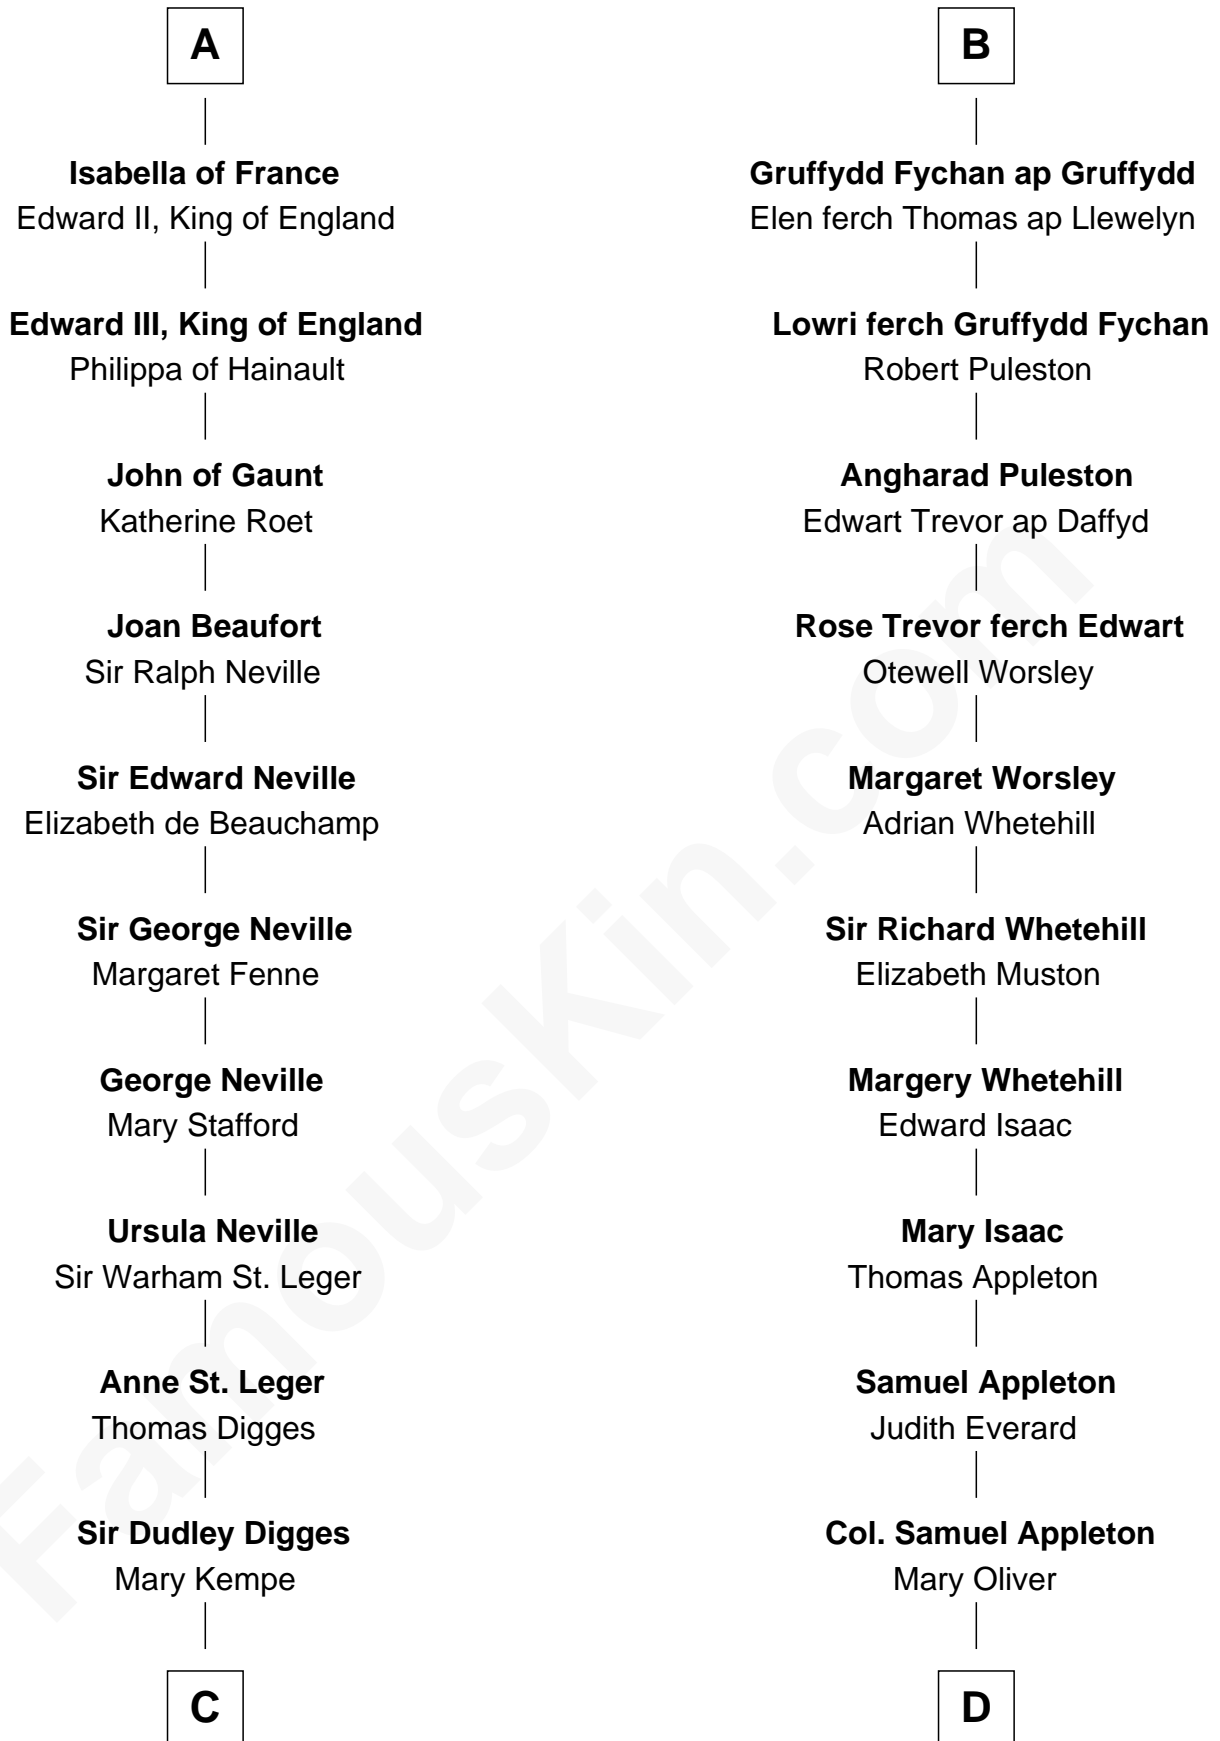 A
Isabella of France
Edward II, King of England
Edward III, King of England
Philippa of Hainault
John of Gaunt
Katherine Roet
Joan Beaufort
Sir Ralph Neville
Sir Edward Neville
Elizabeth de Beauchamp
Sir George Neville
Margaret Fenne
George Neville
Mary Stafford
Ursula Neville
Sir Warham St. Leger
Anne St. Leger
Thomas Digges
Sir Dudley Digges
Mary Kempe
C
B
Gruffydd Fychan ap Gruffydd
Elen ferch Thomas ap Llewelyn
Lowri ferch Gruffydd Fychan
Robert Puleston
Angharad Puleston
Edwart Trevor ap Daffyd
Rose Trevor ferch Edwart
Otewell Worsley
Margaret Worsley
Adrian Whetehill
Sir Richard Whetehill
Elizabeth Muston
Margery Whetehill
Edward Isaac
Mary Isaac
Thomas Appleton
Samuel Appleton
Judith Everard
Col. Samuel Appleton
Mary Oliver
D
FamousKin.com